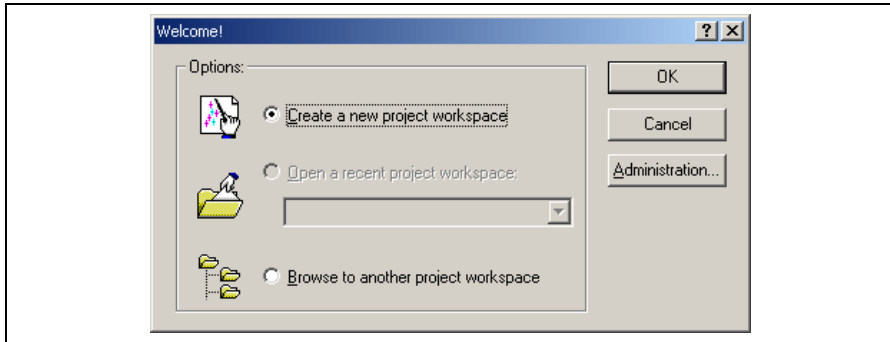 Welcome!
Options:
Create a new project workspace
Open a recent project workspace:
Browse to another project workspace
OK
Cancel
Administration...